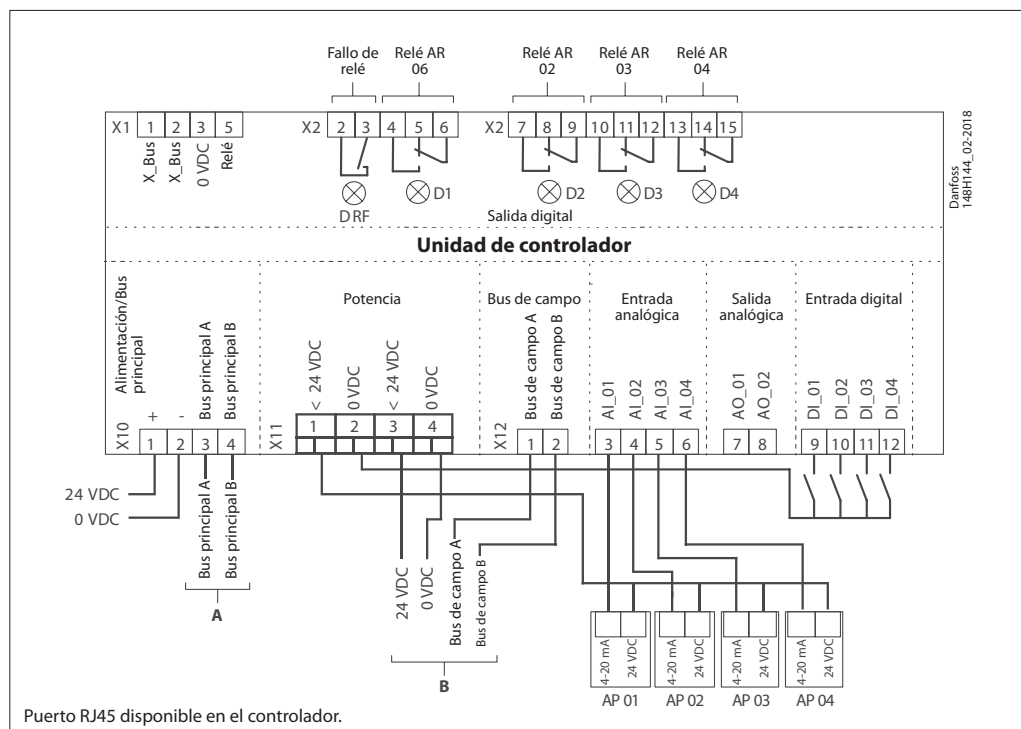 Fallo de relé
Relé AR 06
Relé AR 02
Relé AR 03
Relé AR 04
X1 1 2 3 5
X2 2 3 4 5 6
X2 7 8 9 10 11 12 13 14 15
X_Bus
X_Bus
0 VDC
Relé
D RF
D1
D2
D3
D4
Salida digital
Danfoss
148H144_02-2018
Unidad de controlador
Alimentación/Bus principal
+
-
Bus principal A
Bus principal B
X10 1 2 3 4
Potencia
< 24 VDC
0 VDC
< 24 VDC
0 VDC
X11 1 2 3 4
Bus de campo
Bus de campo A
Bus de campo B
X12 1 2
Entrada analógica
AI_01
AI_02
AI_03
AI_04
3 4 5 6
Salida analógica
AO_01
AO_02
7 8
Entrada digital
DI_01
DI_02
DI_03
DI_04
9 10 11 12
24 VDC
0 VDC
Bus principal A
Bus principal B
A
24 VDC
0 VDC
Bus de campo A
Bus de campo B
B
4-20 mA
24 VDC
AP 01
4-20 mA
24 VDC
AP 02
4-20 mA
24 VDC
AP 03
4-20 mA
24 VDC
AP 04
Puerto RJ45 disponible en el controlador.